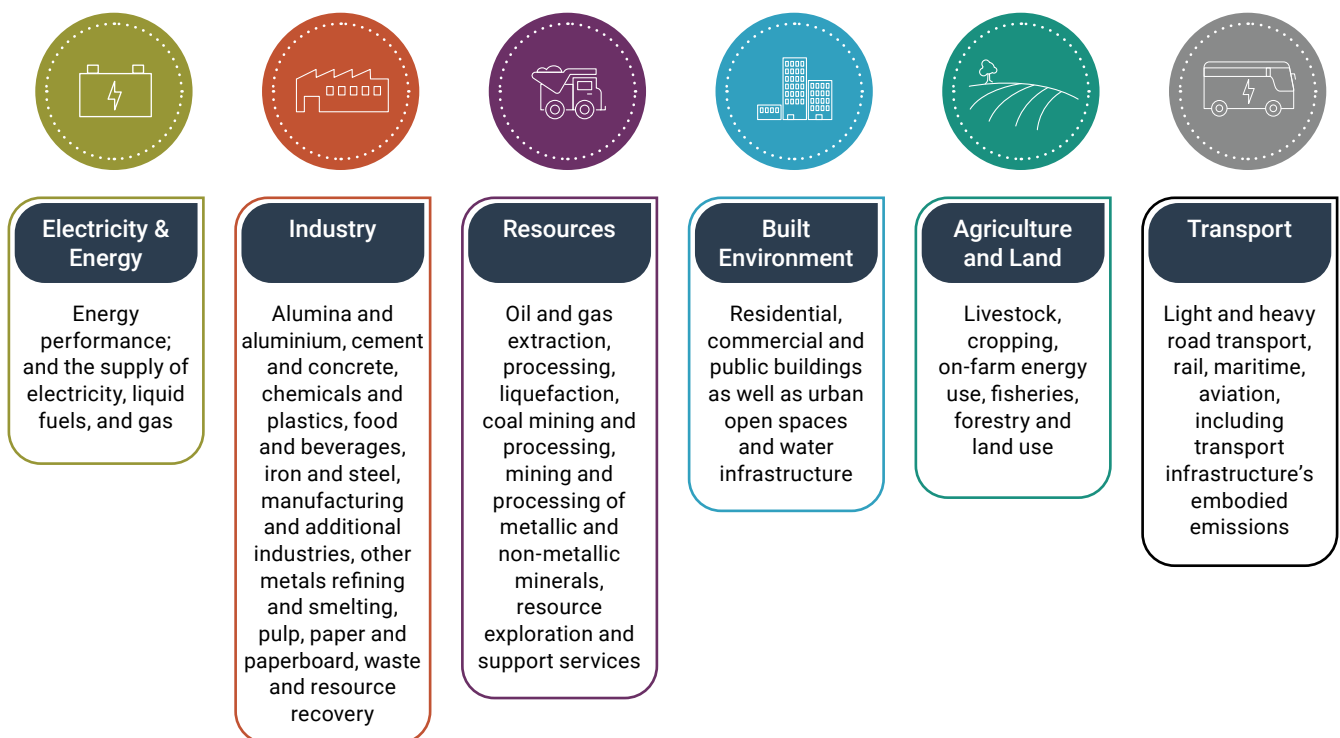 Electricity &
Energy
Energy
performance;
and the supply of
electricity, liquid
fuels, and gas
Industry
Alumina and
aluminium, cement
and concrete,
chemicals and
plastics, food
and beverages,
iron and steel,
manufacturing
and additional
industries, other
metals refining
and smelting,
pulp, paper and
paperboard, waste
and resource
recovery
Resources
Oil and gas
extraction,
processing,
liquefaction,
coal mining and
processing,
mining and
processing of
metallic and
non-metallic
minerals,
resource
exploration and
support services
Built
Environment
Residential,
commercial and
public buildings
as well as urban
open spaces
and water
infrastructure
Agriculture
and Land
Livestock,
cropping,
on-farm energy
use, fisheries,
forestry and
land use
Transport
Light and heavy
road transport,
rail, maritime,
aviation,
including
transport
infrastructure's
embodied
emissions